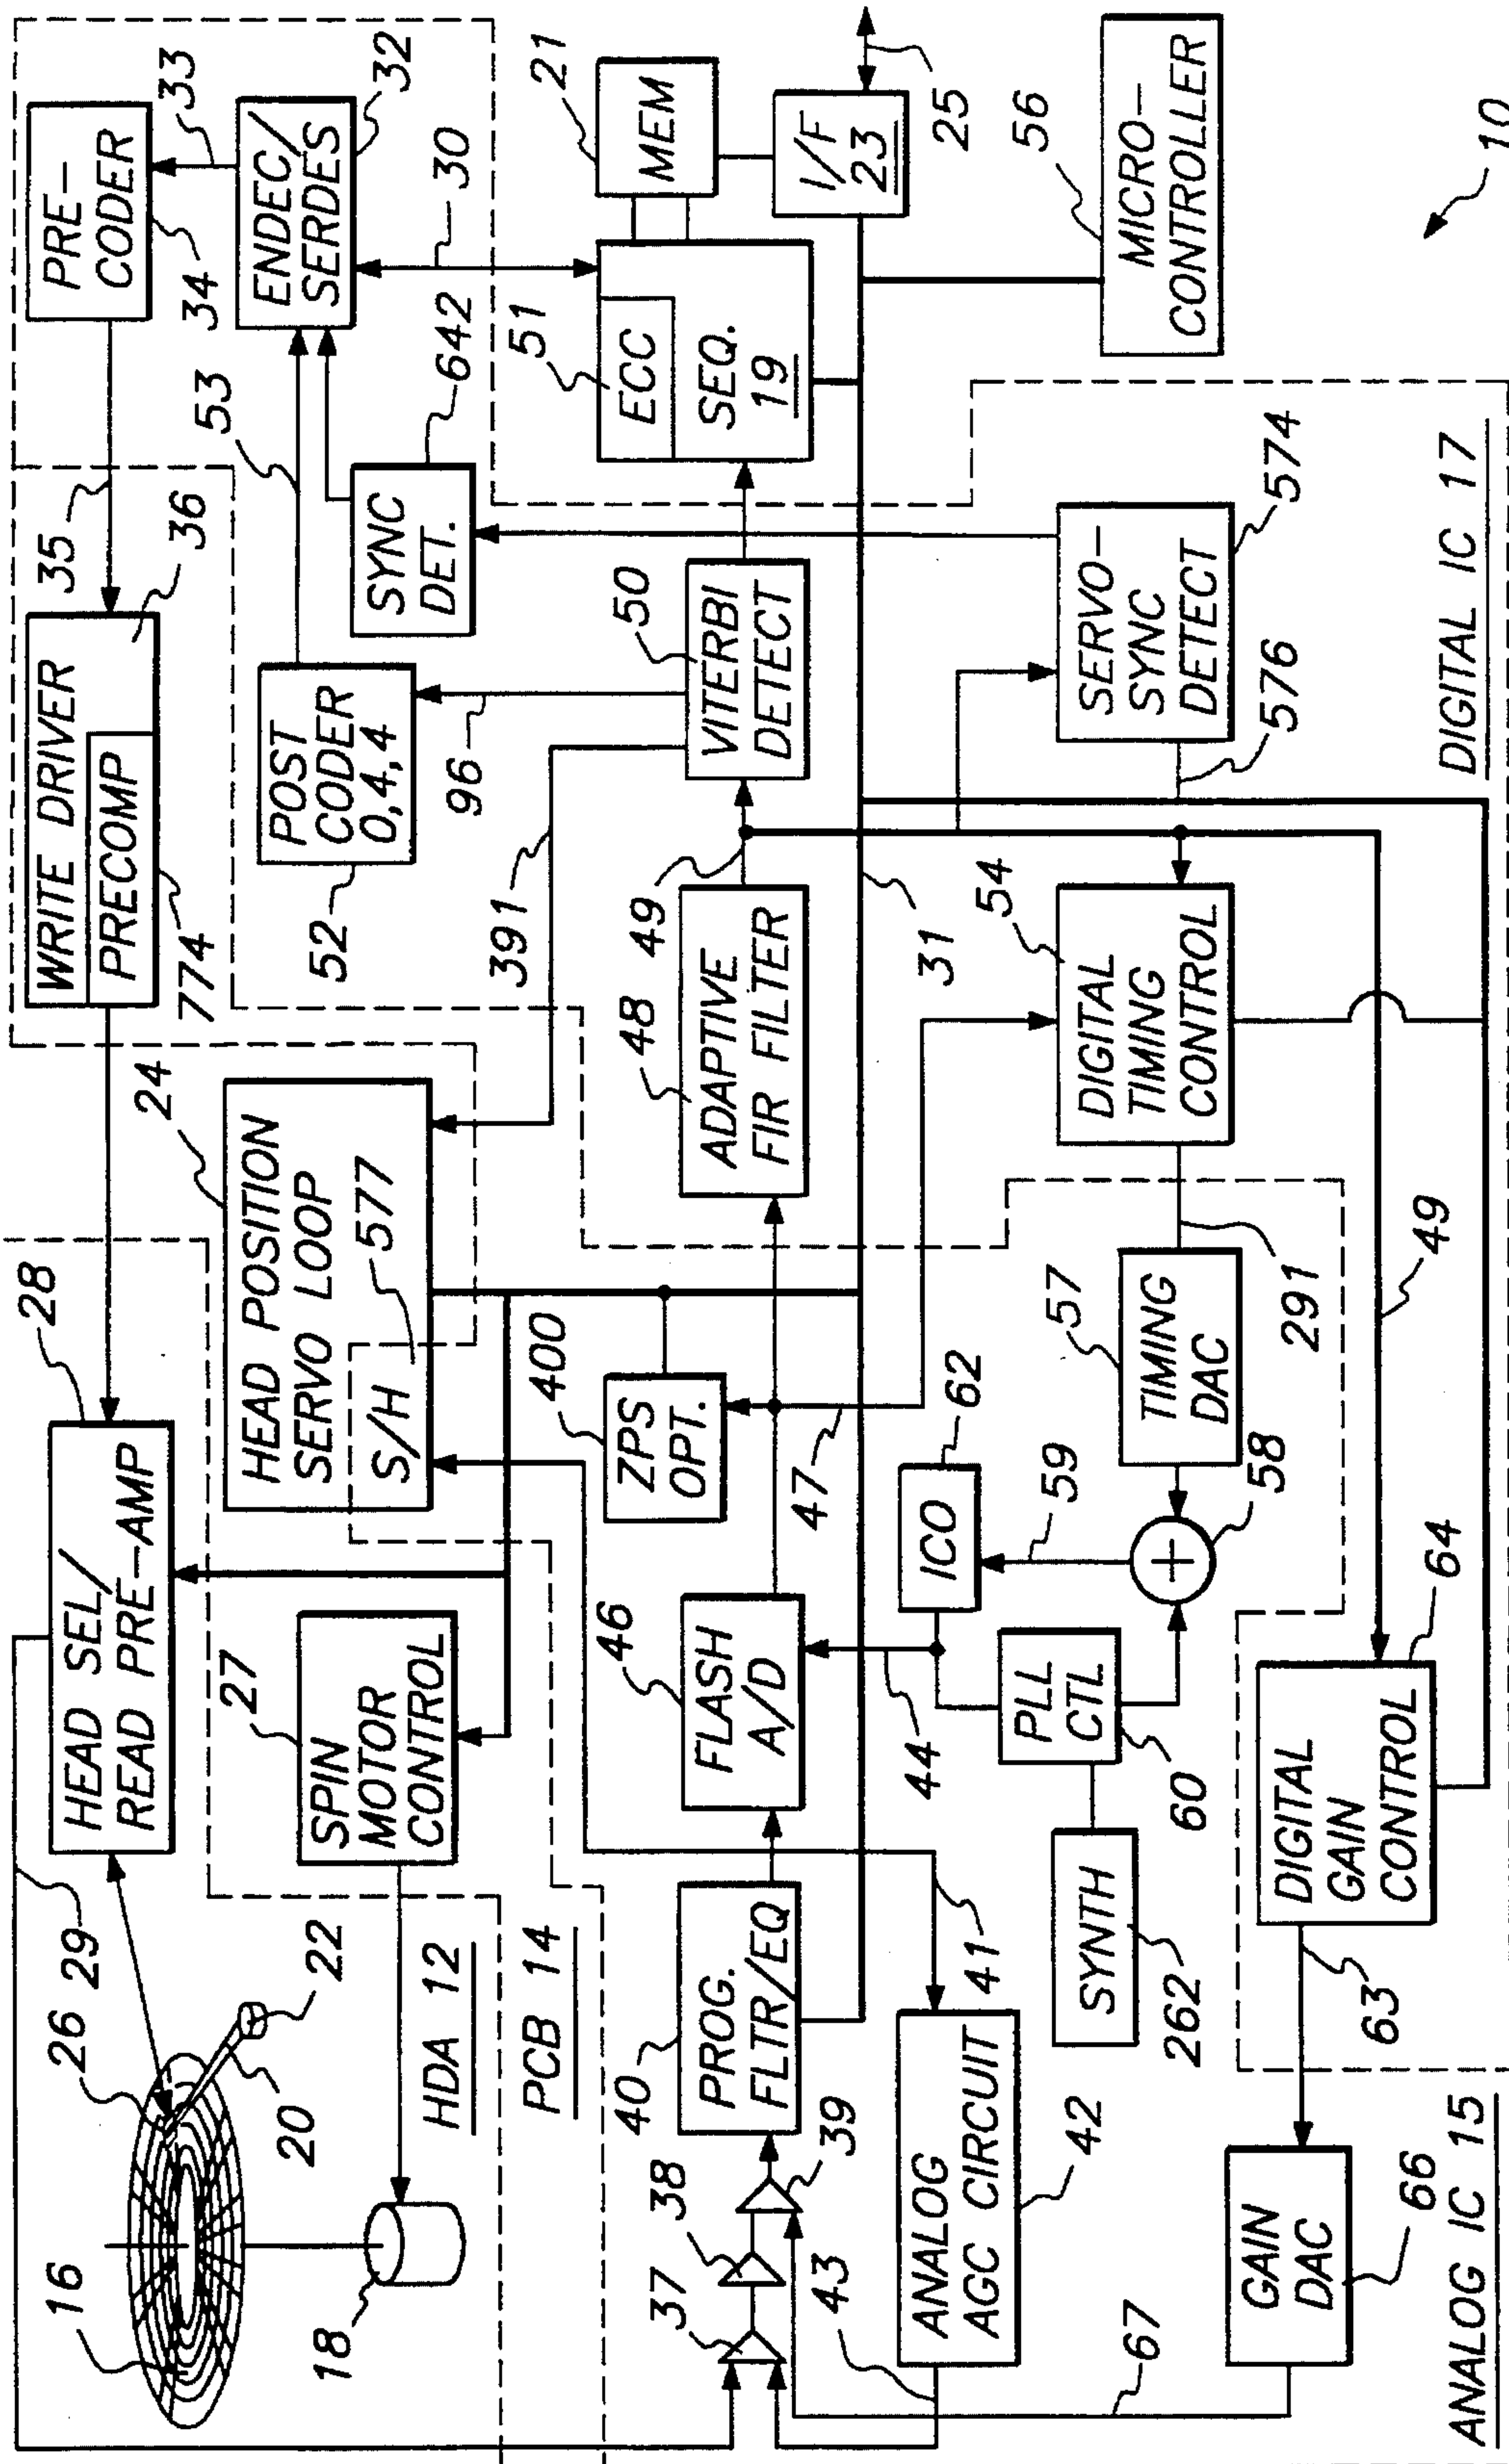 16
26
29
20
22
18
HDA 12
PCB 14
28
HEAD SEL/
READ PRE-AMP
27
SPIN
MOTOR
CONTROL
24
HEAD POSITION
SERVO LOOP
S/H
577
WRITE DRIVER
PRECOMP
774
36
35
PRE-
CODER
34
33
ENDEC/
SERDES
32
30
53
POST
CODER
0,4,4
52
SYNC
DET.
642
96
391
51
ECC
SEQ.
19
MEM
21
I/F
23
25
37
38
39
40
PROG.
FLTR/EQ
46
FLASH
A/D
400
ZPS
OPT.
47
48
ADAPTIVE
FIR FILTER
49
50
VITERBI
DETECT
31
43
ANALOG
AGC CIRCUIT
42
41
44
ICO
62
59
PLL
CTL
60
SYNTH
262
58
57
TIMING
DAC
291
54
DIGITAL
TIMING
CONTROL
SERVO-
SYNC
DETECT
574
576
56
MICRO-
CONTROLLER
67
GAIN
DAC
66
63
DIGITAL
GAIN
CONTROL
64
49
ANALOG IC 15
DIGITAL IC 17
10